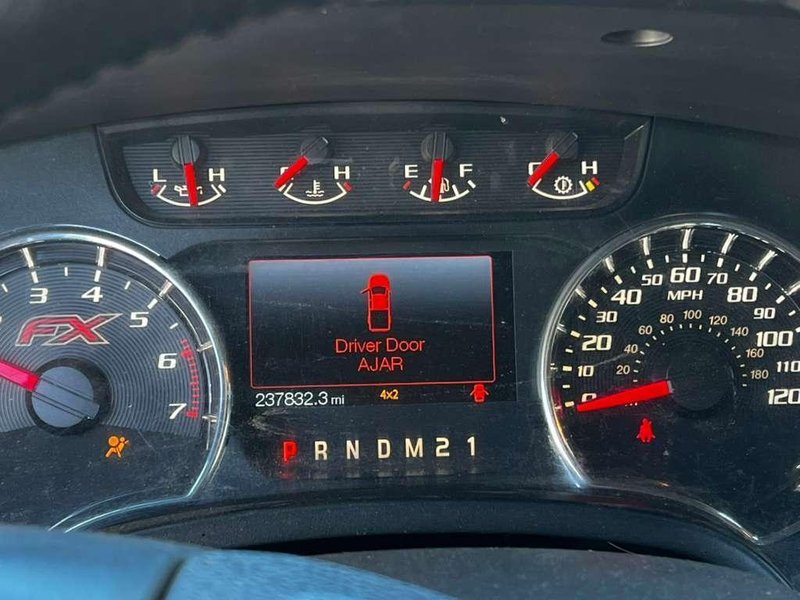 L H
C H
E F
C H
3 4 5 6 7
FX
Driver Door
AJAR
237832.3 mi 4x2
P R N D M 2 1
0 10 20 30 40 50 60 70 80 90 100 110 120
MPH
20 40 60 80 100 120 140 160 180